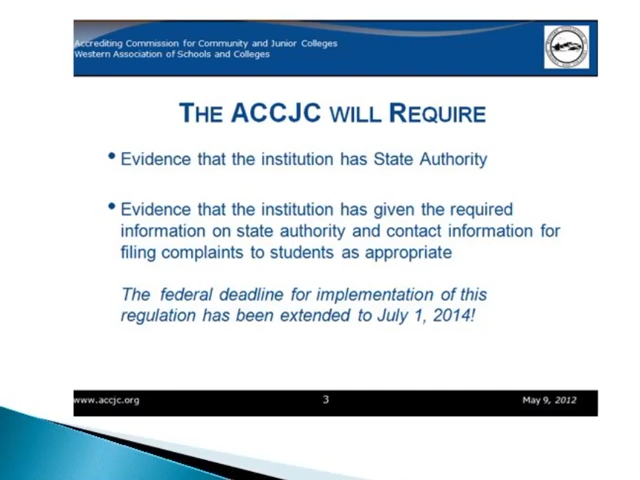 Accrediting Commission for Community and Junior Colleges
Western Association of Schools and Colleges
THE ACCJC WILL REQUIRE
• Evidence that the institution has State Authority
• Evidence that the institution has given the required
information on state authority and contact information for
filing complaints to students as appropriate
The federal deadline for implementation of this
regulation has been extended to July 1, 2014!
www.accjc.org 3 May 9, 2012